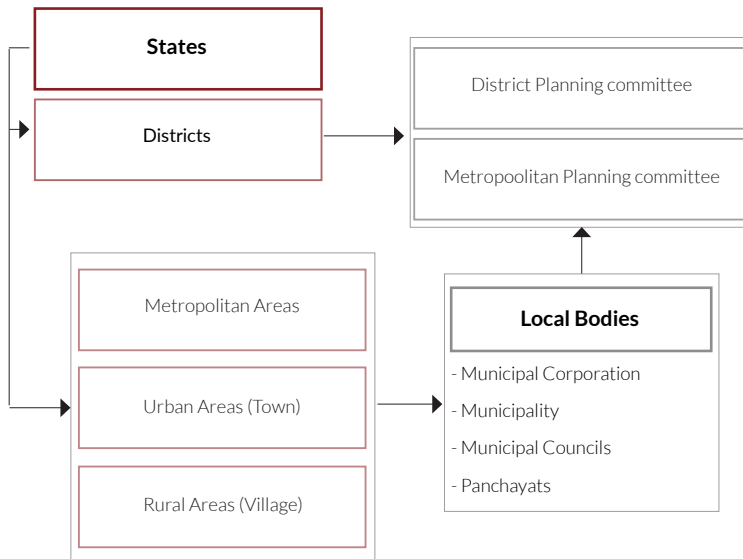 States
Districts
District Planning committee
Metropoolitan Planning committee
Metropolitan Areas
Urban Areas (Town)
Rural Areas (Village)
Local Bodies
- Municipal Corporation
- Municipality
- Municipal Councils
- Panchayats